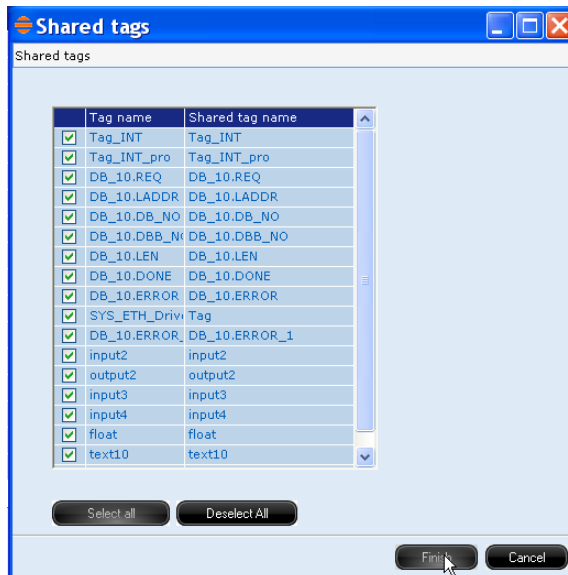 Shared tags
Shared tags
Tag name Shared tag name
Tag_INT Tag_INT
Tag_INT_pro Tag_INT_pro
DB_10.REQ DB_10.REQ
DB_10.LADDR DB_10.LADDR
DB_10.DB_NO DB_10.DB_NO
DB_10.DBB_N DB_10.DBB_NO
DB_10.LEN DB_10.LEN
DB_10.DONE DB_10.DONE
DB_10.ERROR DB_10.ERROR
SYS_ETH_Driv Tag
DB_10.ERROR_ DB_10.ERROR_1
input2 input2
output2 output2
input3 input3
input4 input4
float float
text10 text10
Select all Deselect All
Finish Cancel